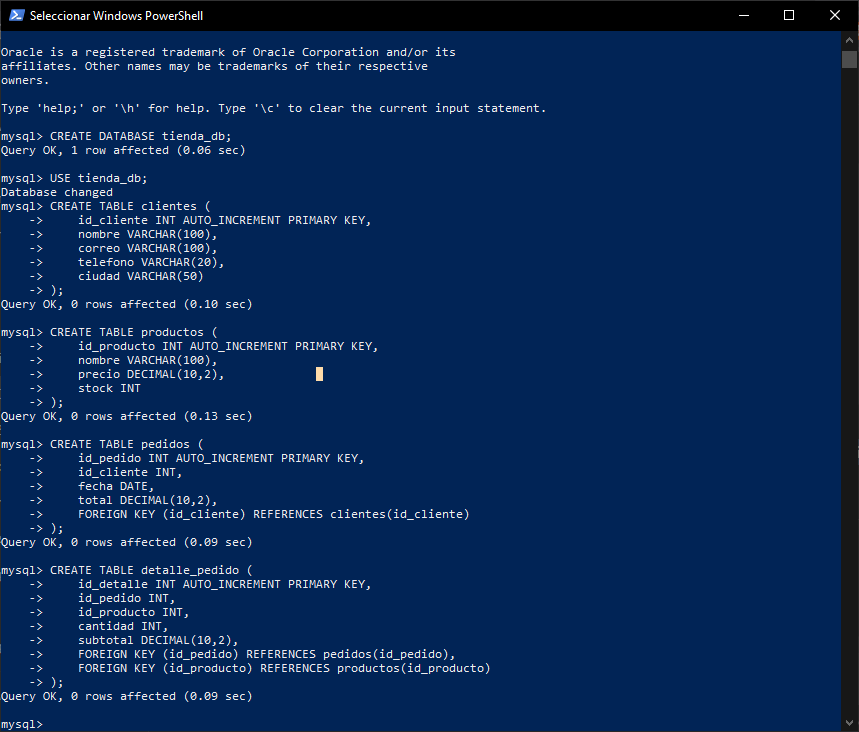 Seleccionar Windows PowerShell
Oracle is a registered trademark of Oracle Corporation and/or its
affiliates. Other names may be trademarks of their respective
owners.
Type 'help;' or '\h' for help. Type '\c' to clear the current input statement.
mysql> CREATE DATABASE tienda_db;
Query OK, 1 row affected (0.06 sec)
mysql> USE tienda_db;
Database changed
mysql> CREATE TABLE clientes (
    ->     id_cliente INT AUTO_INCREMENT PRIMARY KEY,
    ->     nombre VARCHAR(100),
    ->     correo VARCHAR(100),
    ->     telefono VARCHAR(20),
    ->     ciudad VARCHAR(50)
    -> );
Query OK, 0 rows affected (0.10 sec)
mysql> CREATE TABLE productos (
    ->     id_producto INT AUTO_INCREMENT PRIMARY KEY,
    ->     nombre VARCHAR(100),
    ->     precio DECIMAL(10,2),
    ->     stock INT
    -> );
Query OK, 0 rows affected (0.13 sec)
mysql> CREATE TABLE pedidos (
    ->     id_pedido INT AUTO_INCREMENT PRIMARY KEY,
    ->     id_cliente INT,
    ->     fecha DATE,
    ->     total DECIMAL(10,2),
    ->     FOREIGN KEY (id_cliente) REFERENCES clientes(id_cliente)
    -> );
Query OK, 0 rows affected (0.09 sec)
mysql> CREATE TABLE detalle_pedido (
    ->     id_detalle INT AUTO_INCREMENT PRIMARY KEY,
    ->     id_pedido INT,
    ->     id_producto INT,
    ->     cantidad INT,
    ->     subtotal DECIMAL(10,2),
    ->     FOREIGN KEY (id_pedido) REFERENCES pedidos(id_pedido),
    ->     FOREIGN KEY (id_producto) REFERENCES productos(id_producto)
    -> );
Query OK, 0 rows affected (0.09 sec)
mysql>